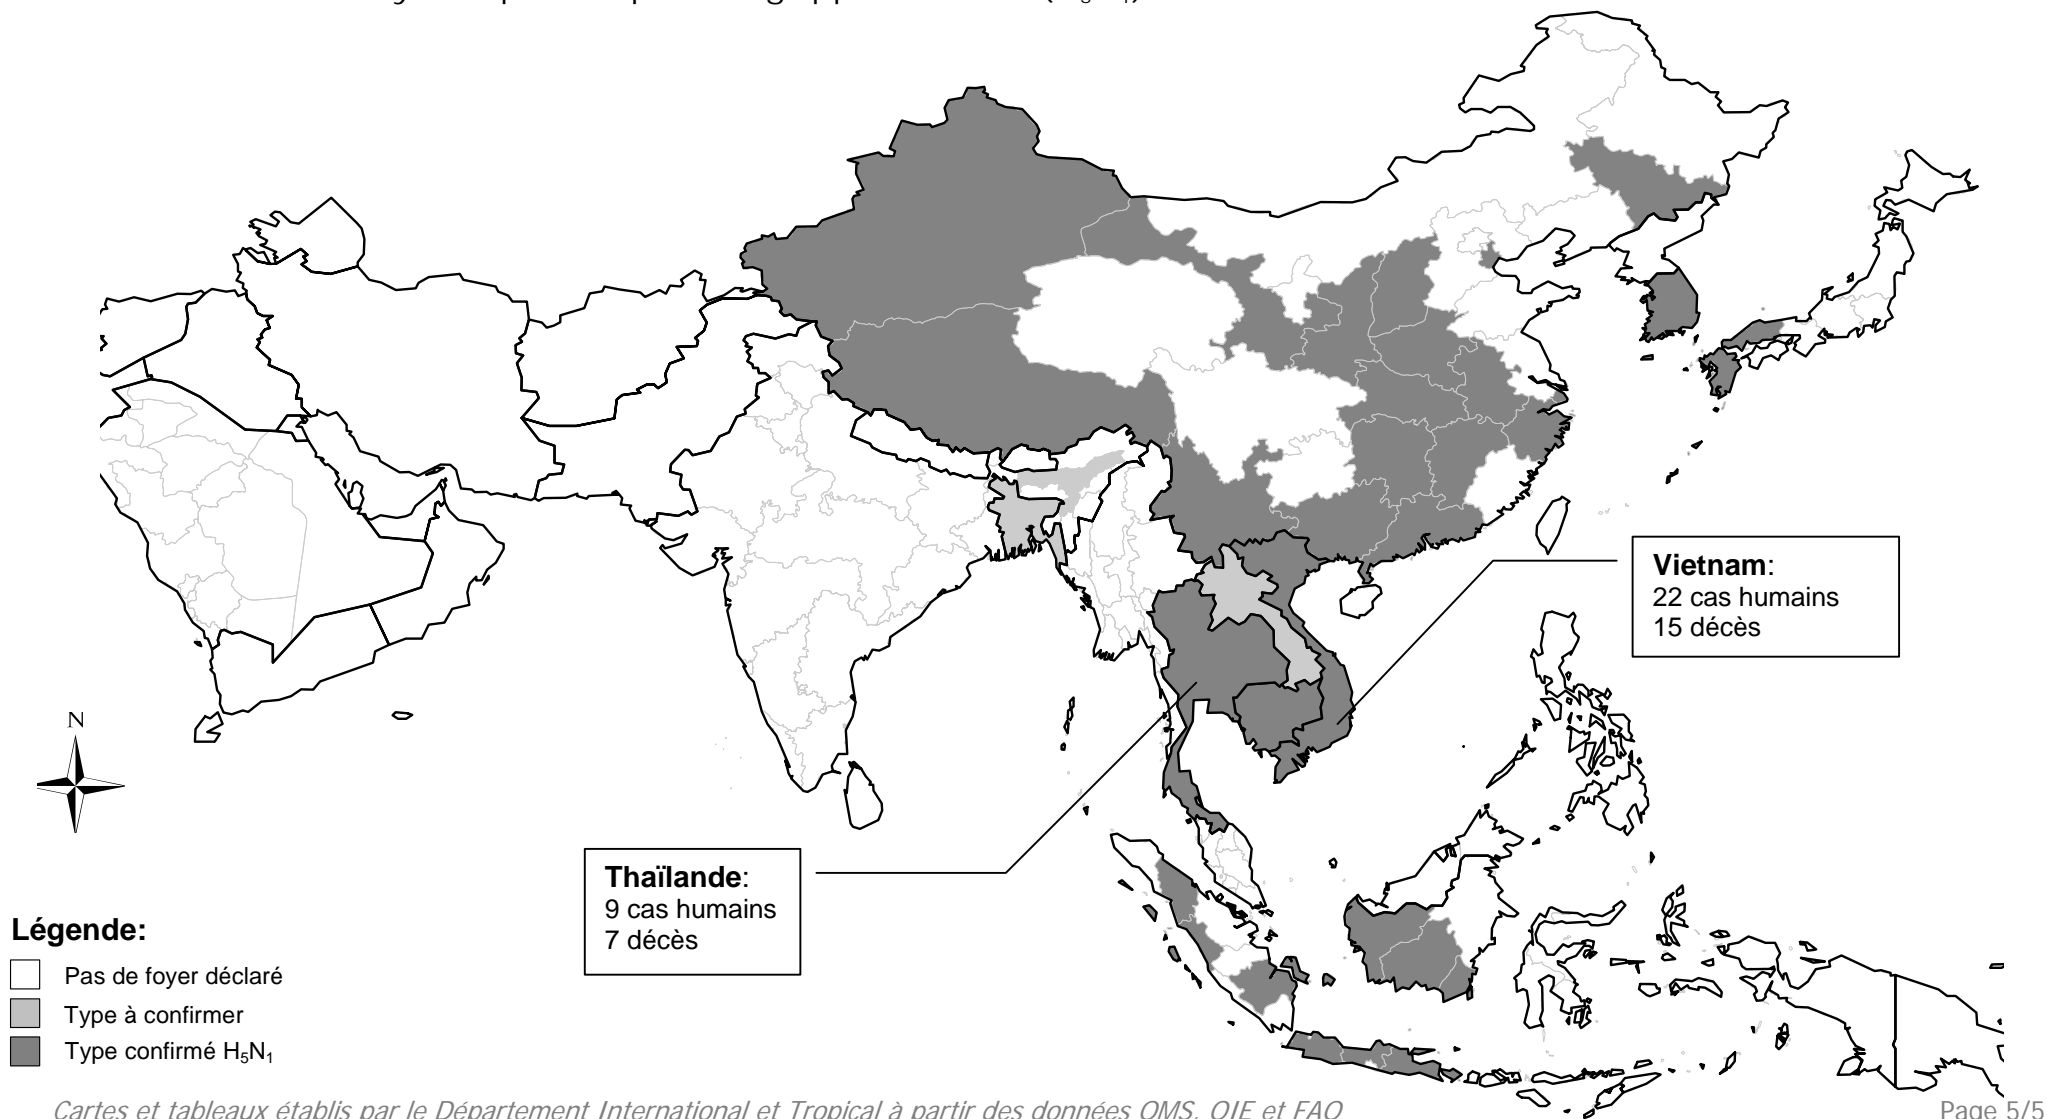 N
Vietnam:
22 cas humains
15 décès
Thaïlande:
9 cas humains
7 décès
Légende:
Pas de foyer déclaré
Type à confirmer
Type confirmé H₅N₁
Cartes et tableaux établis par le Département International et Tropical à partir des données OMS, OIE et FAO
Page 5/5